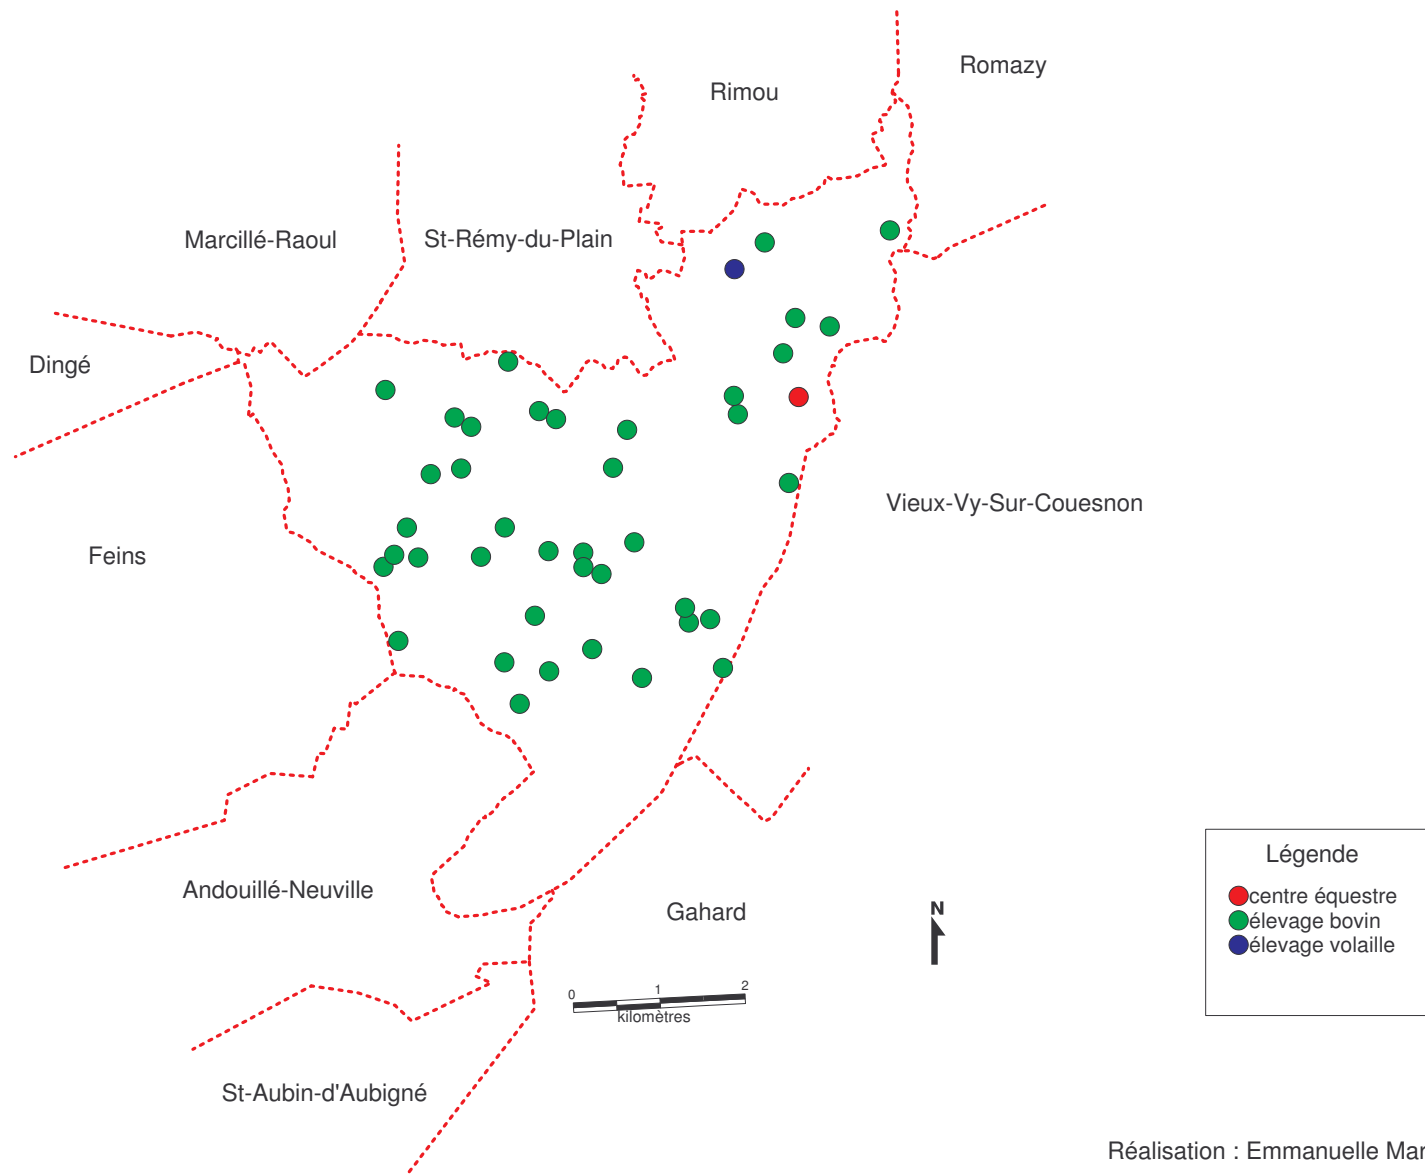 Romazy
Rimou
Marcillé-Raoul
St-Rémy-du-Plain
Dingé
Vieux-Vy-Sur-Couesnon
Feins
Légende
centre équestre
élevage bovin
élevage volaille
Andouillé-Neuville
Gahard
N
0 1 2
kilomètres
St-Aubin-d'Aubigné
Réalisation : Emmanuelle Mar